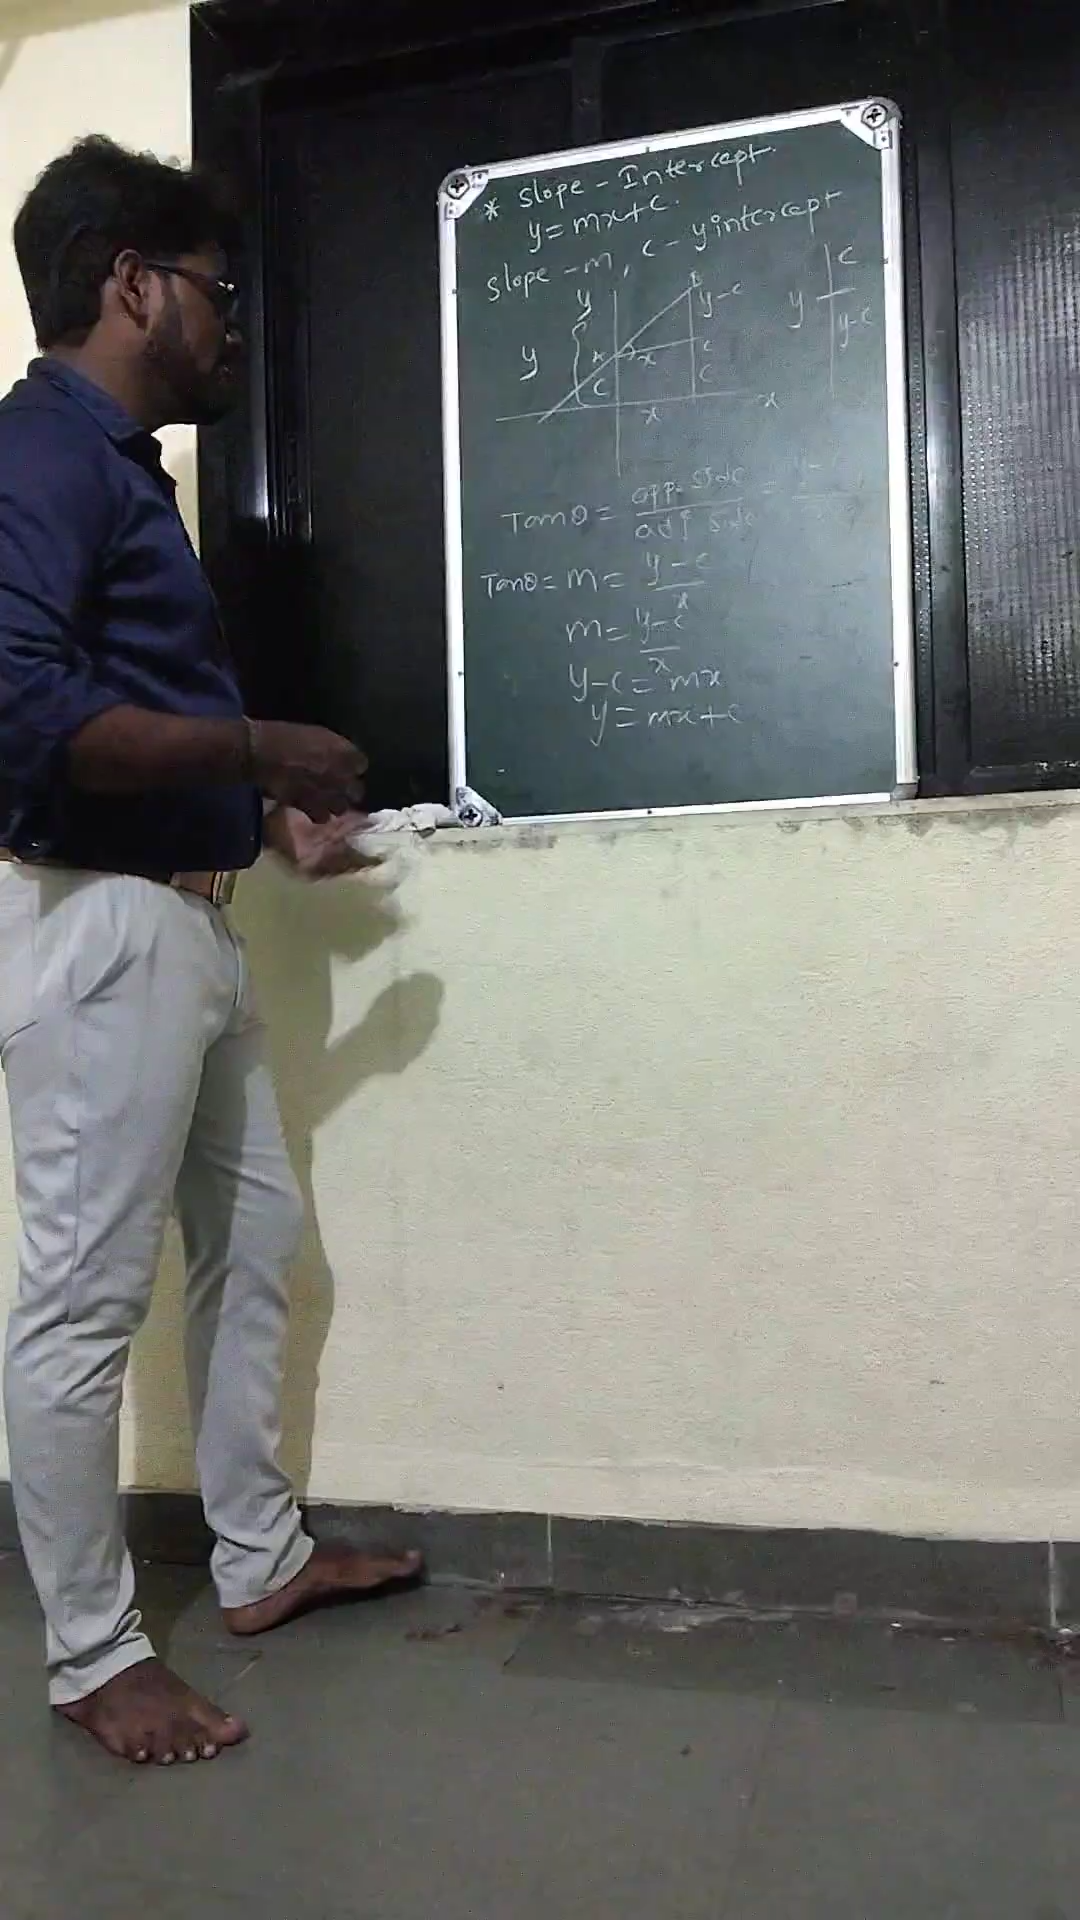 * Slope - Intercept.
y = mx + c.
Slope - m, c - y intercept
y
y - c
c
y
y
y - c
x
c
c
c
x
x
Tanθ = opp. side / adj side = y -
Tanθ = m = y - c / x
m = y - c / x
y - c = mx
y = mx + c